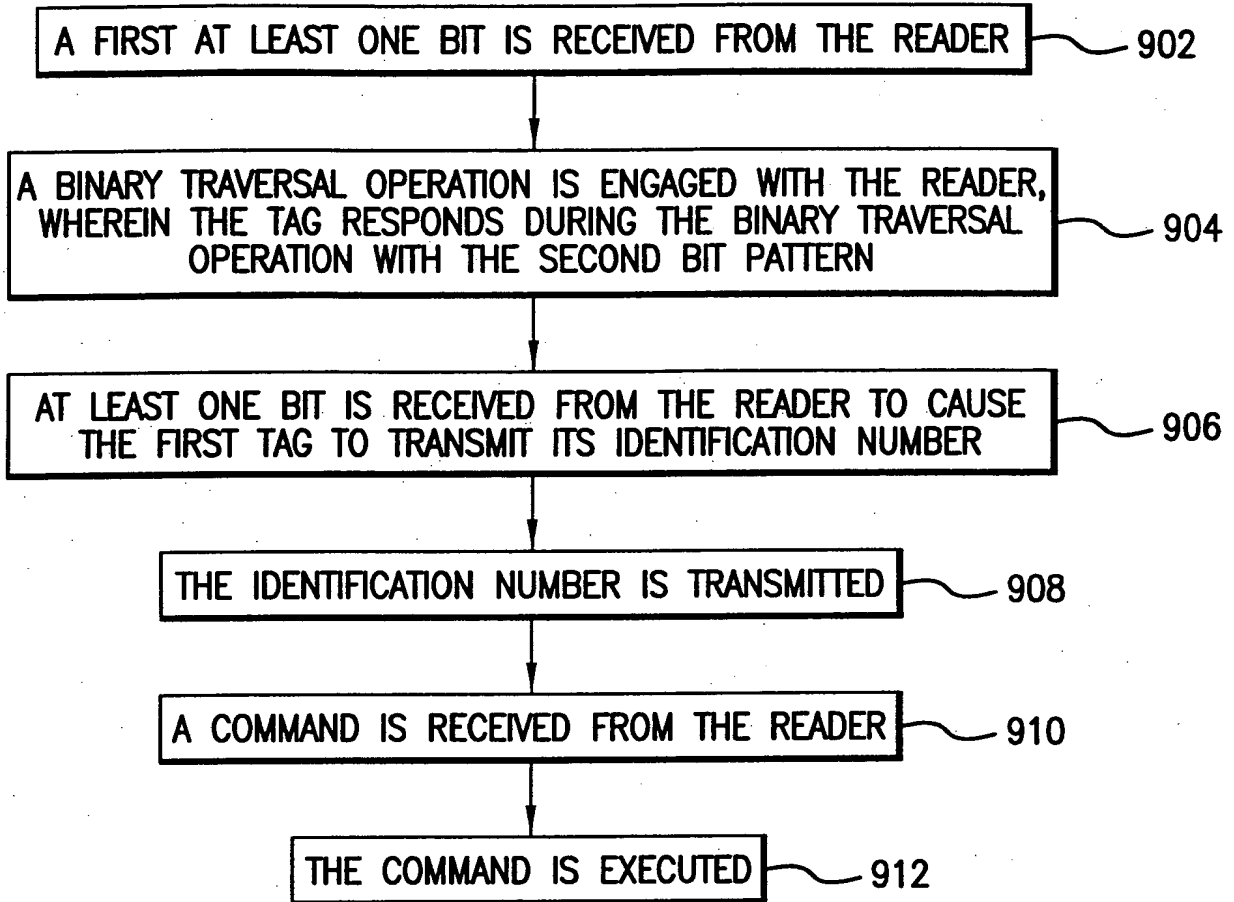 A FIRST AT LEAST ONE BIT IS RECEIVED FROM THE READER
902
A BINARY TRAVERSAL OPERATION IS ENGAGED WITH THE READER,
WHEREIN THE TAG RESPONDS DURING THE BINARY TRAVERSAL
OPERATION WITH THE SECOND BIT PATTERN
904
AT LEAST ONE BIT IS RECEIVED FROM THE READER TO CAUSE
THE FIRST TAG TO TRANSMIT ITS IDENTIFICATION NUMBER
906
THE IDENTIFICATION NUMBER IS TRANSMITTED
908
A COMMAND IS RECEIVED FROM THE READER
910
THE COMMAND IS EXECUTED
912